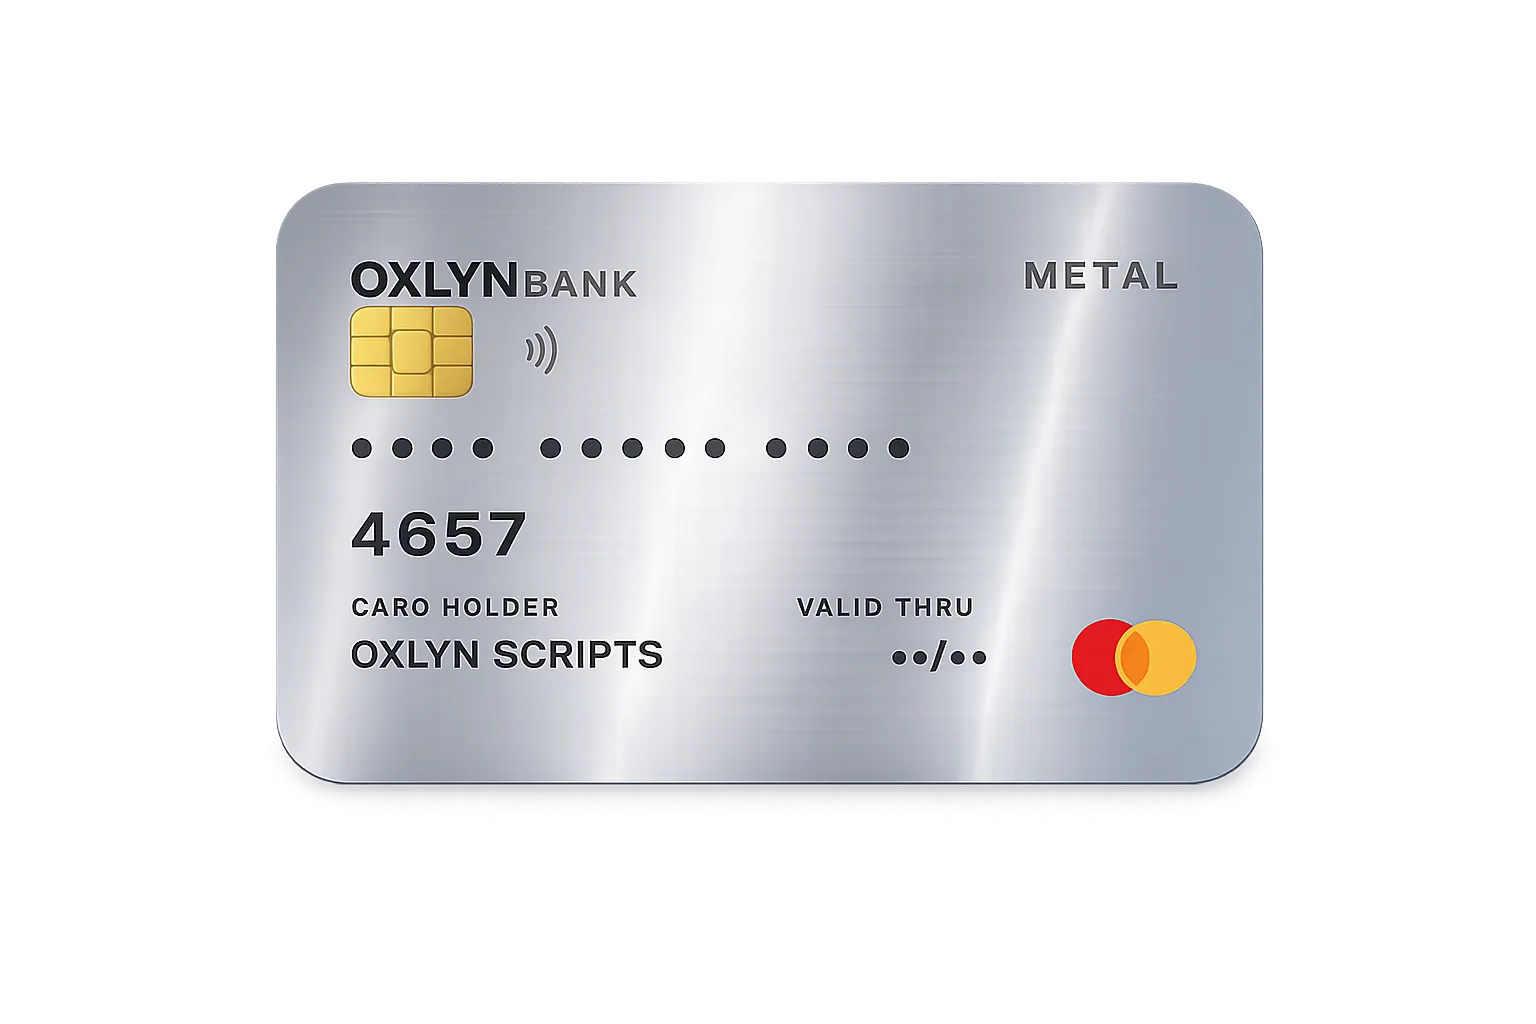 OXLYNBANK
METAL
•••• ••••• ••••
4657
CARO HOLDER
VALID THRU
OXLYN SCRIPTS
••/••